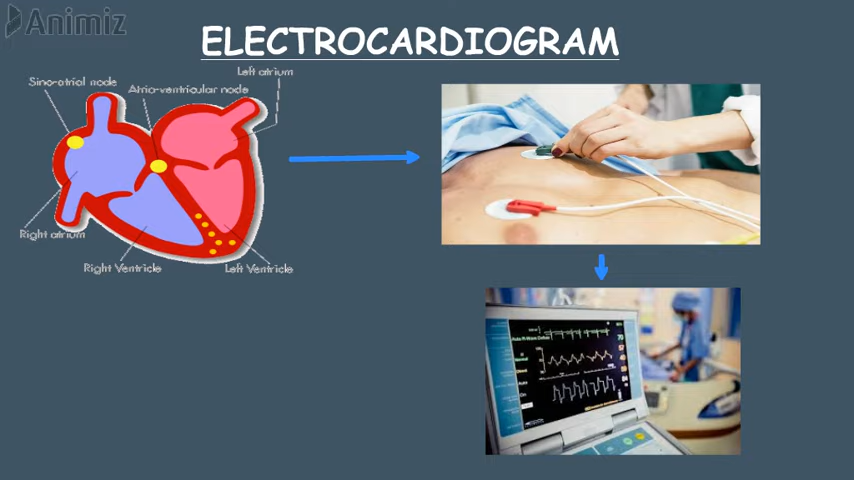 Animiz
ELECTROCARDIOGRAM
Left atrium
Sino-atrial node
Atrio-ventricular node
Right atrium
Right Ventricle
Left Ventricle